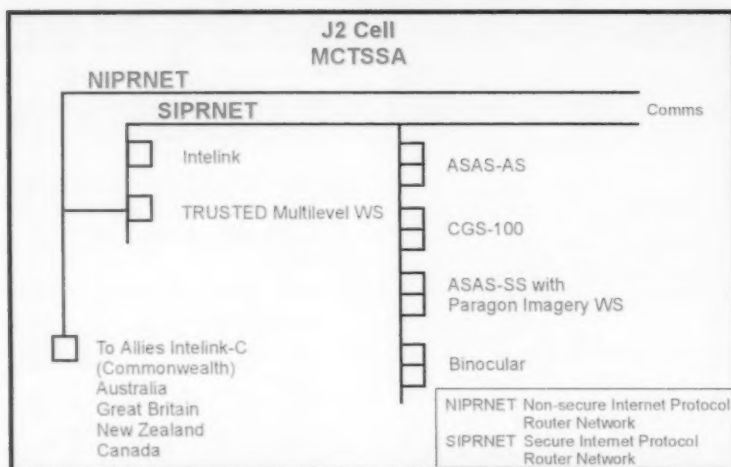 J2 Cell
MCTSSA
NIPRNET
SIPRNET
Comms
Intelink
TRUSTED Multilevel WS
ASAS-AS
CGS-100
ASAS-SS with
Paragon Imagery WS
Binocular
To Allies Intelink-C
(Commonwealth)
Australia
Great Britain
New Zealand
Canada
NIPRNET Non-secure Internet Protocol
Router Network
SIPRNET Secure Internet Protocol
Router Network